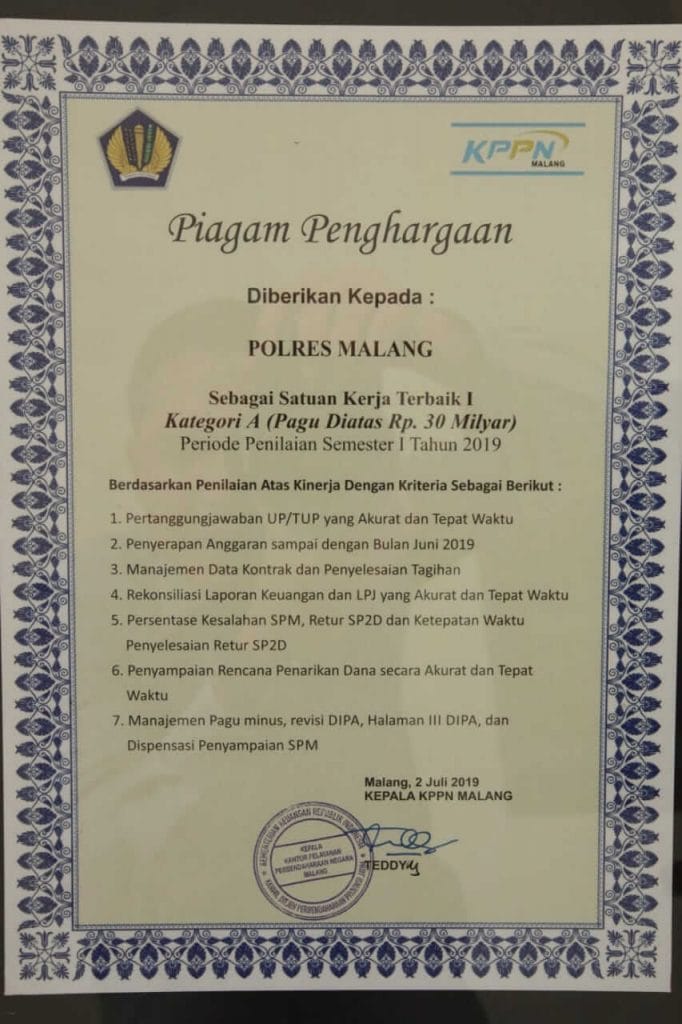 KPPN
MALANG
Piagam Penghargaan
Diberikan Kepada :
POLRES MALANG
Sebagai Satuan Kerja Terbaik I
Kategori A (Pagu Diatas Rp. 30 Milyar)
Periode Penilaian Semester I Tahun 2019
Berdasarkan Penilaian Atas Kinerja Dengan Kriteria Sebagai Berikut :
1. Pertanggungjawaban UP/TUP yang Akurat dan Tepat Waktu
2. Penyerapan Anggaran sampai dengan Bulan Juni 2019
3. Manajemen Data Kontrak dan Penyelesaian Tagihan
4. Rekonsiliasi Laporan Keuangan dan LPJ yang Akurat dan Tepat Waktu
5. Persentase Kesalahan SPM, Retur SP2D dan Ketepatan Waktu
Penyelesaian Retur SP2D
6. Penyampaian Rencana Penarikan Dana secara Akurat dan Tepat
Waktu
7. Manajemen Pagu minus, revisi DIPA, Halaman III DIPA, dan
Dispensasi Penyampaian SPM
Malang, 2 Juli 2019
KEPALA KPPN MALANG
KEMENTERIAN KEUANGAN REPUBLIK INDONESIA
KEPALA
KANTOR PELAYANAN
PERBENDAHARAAN NEGARA
MALANG
TEDDY